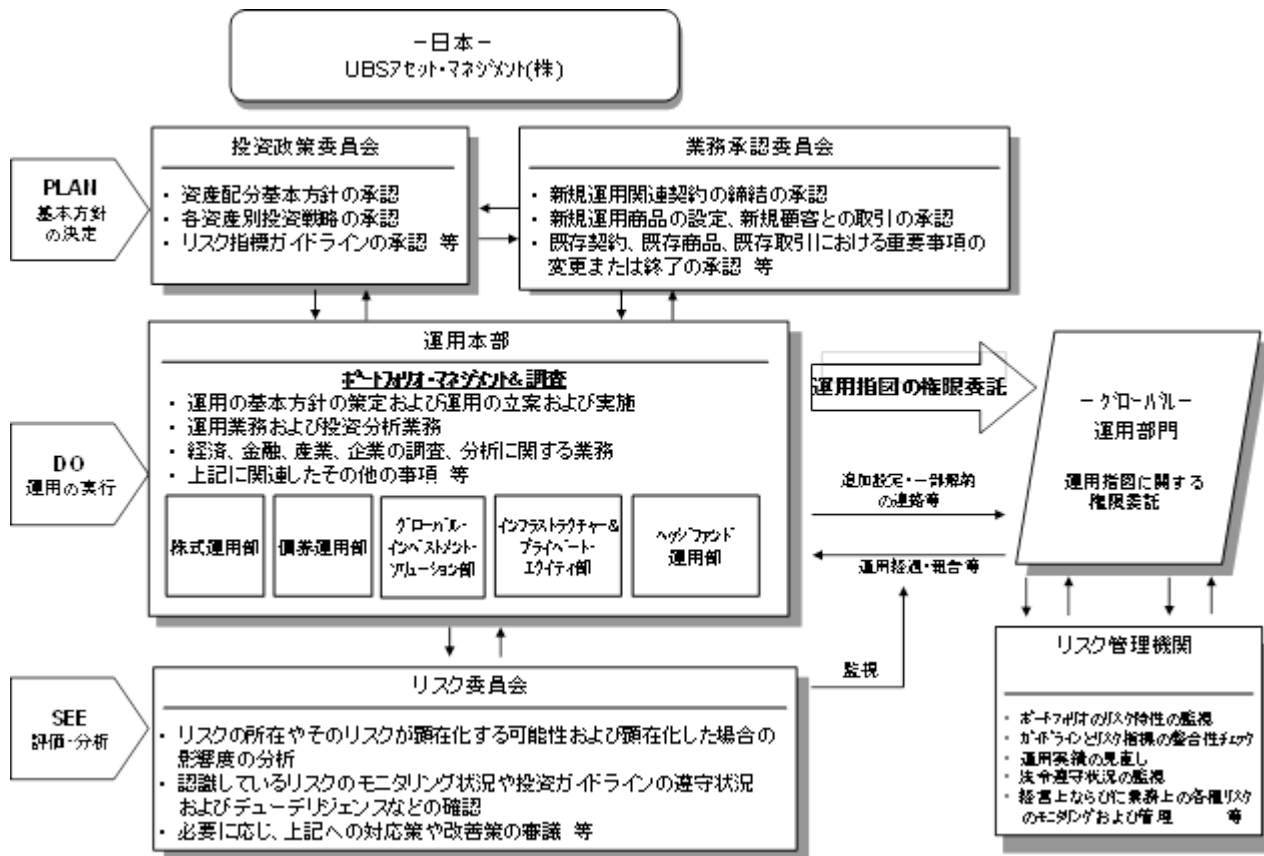 －日本－
UBSアセット・マネジメント(株)
PLAN
基本方針
の決定
投資政策委員会
・ 資産配分基本方針の承認
・ 各資産別投資戦略の承認
・ リスク指標ガイドラインの承認 等
業務承認委員会
・ 新規運用関連契約の締結の承認
・ 新規運用商品の設定、新規顧客との取引の承認
・ 既存契約、既存商品、既存取引における重要事項の
変更または終了の承認 等
DO
運用の実行
運用本部
ポートフォリオ・マネジメント&調査
・ 運用の基本方針の策定および運用の立案および実施
・ 運用業務および投資分析業務
・ 経済、金融、産業、企業の調査、分析に関する業務
・ 上記に関連したその他の事項 等
株式運用部
債券運用部
グローバル・
インベストメント・
ソリューション部
インフラストラクチャー&
プライベート・
エクイティ部
ヘッジファンド
運用部
運用指図の権限委託
追加設定・一部解約
の連絡等
運用経過・報告等
監視
－グローバル－
運用部門
運用指図に関する
権限委託
SEE
評価・分析
リスク委員会
・ リスクの所在やそのリスクが顕在化する可能性および顕在化した場合の
影響度の分析
・ 認識しているリスクのモニタリング状況や投資ガイドラインの遵守状況
およびデューデリジェンスなどの確認
・ 必要に応じ、上記への対応策や改善策の審議 等
リスク管理機関
・ ポートフォリオのリスク特性の監視
・ ガイドラインとリスク指標の整合性チェック
・ 運用実績の見直し
・ 法令遵守状況の監視
・ 経営上ならびに業務上の各種リスク
のモニタリングおよび管理 等